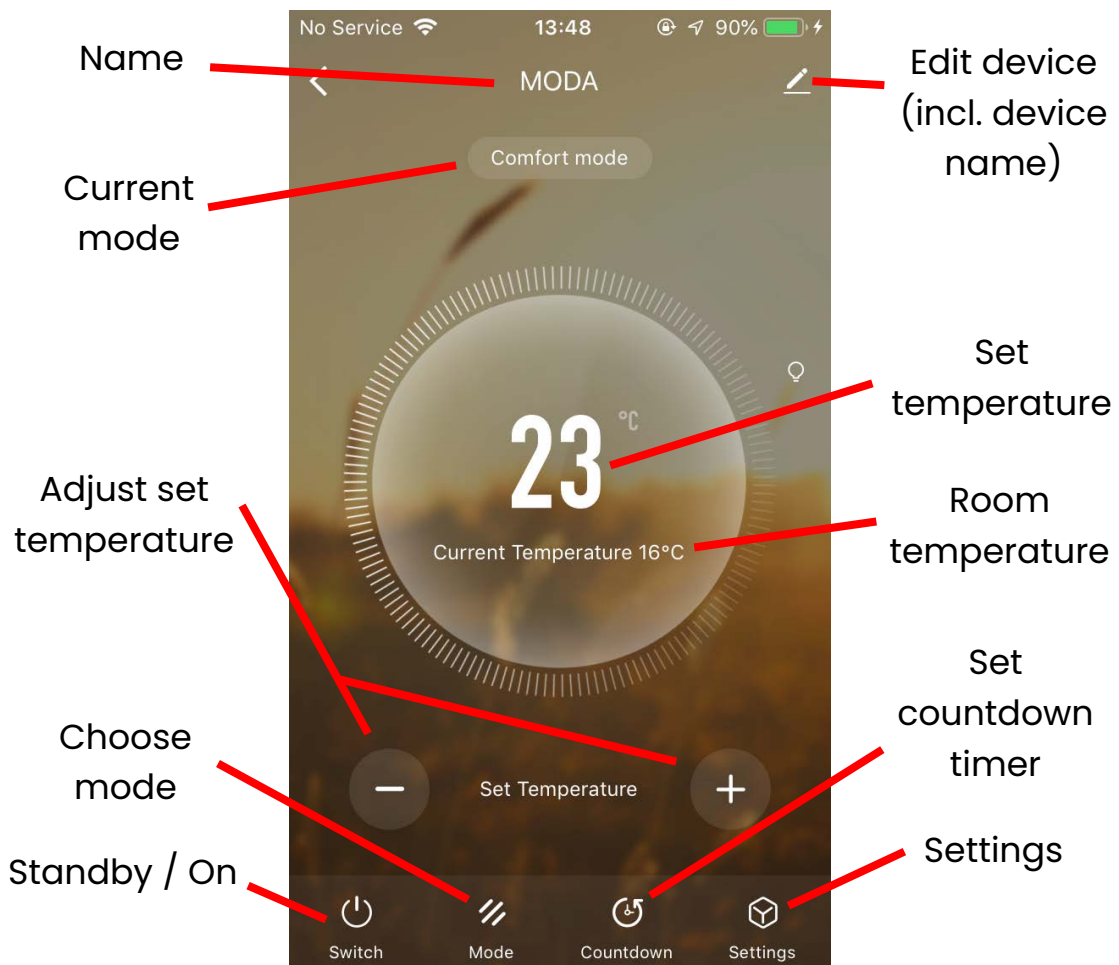 No Service 13:48 90%
Name
MODA
Edit device
(incl. device
name)
Comfort mode
Current
mode
Set
temperature
23 °C
Current Temperature 16°C
Room
temperature
Adjust set
temperature
Set
countdown
timer
Choose
mode
Set Temperature
Standby / On
Settings
Switch
Mode
Countdown
Settings